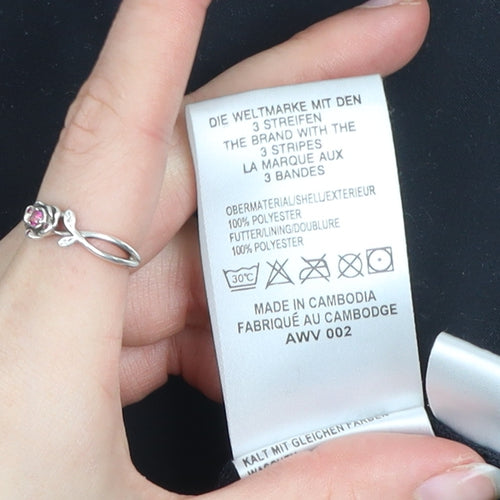 DIE WELTMARKE MIT DEN
3 STREIFEN
THE BRAND WITH THE
3 STRIPES
LA MARQUE AUX
3 BANDES
OBERMATERIAL/SHELL/EXTERIEUR
100% POLYESTER
FUTTER/LINING/DOUBLURE
100% POLYESTER
30°C
MADE IN CAMBODIA
FABRIQUÉ AU CAMBODGE
AWV 002
KALT MIT GLEICHEN FARBEN